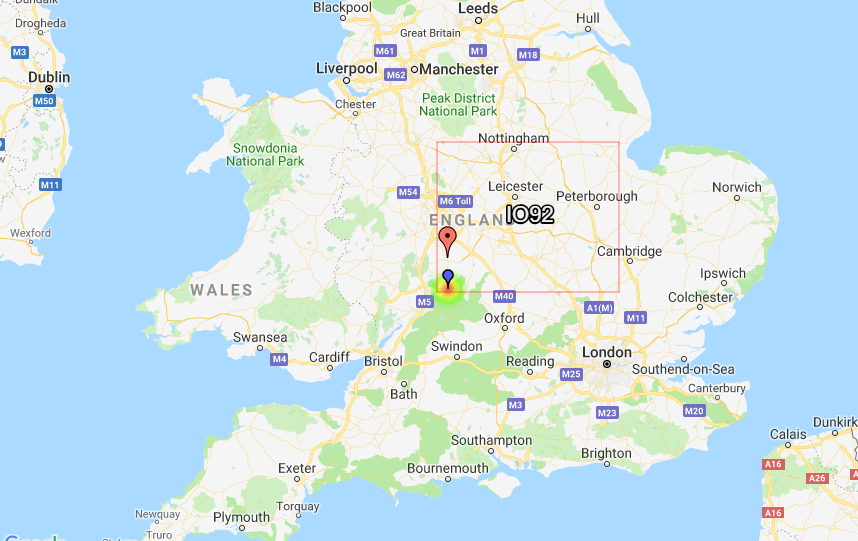 Dundalk
Blackpool
Leeds
Drogheda
Hull
Great Britain
M3
M61
M1
M18
Liverpool
M62
Manchester
Dublin
M50
Chester
Peak District
National Park
Nottingham
Snowdonia
National Park
M11
M54
M6 Toll
Leicester
Peterborough
Norwich
ENGLAND
IO92
Wexford
Cambridge
Ipswich
WALES
M5
M40
Colchester
A1(M)
M11
Oxford
Swansea
Swindon
London
M4
Cardiff
Bristol
Reading
M25
Southend-on-Sea
Bath
Canterbury
M3
M23
M20
Southampton
Dunkirk
Calais
Brighton
Exeter
Bournemouth
A16
A26
Torquay
Newquay
Plymouth
A16
Truro
Google